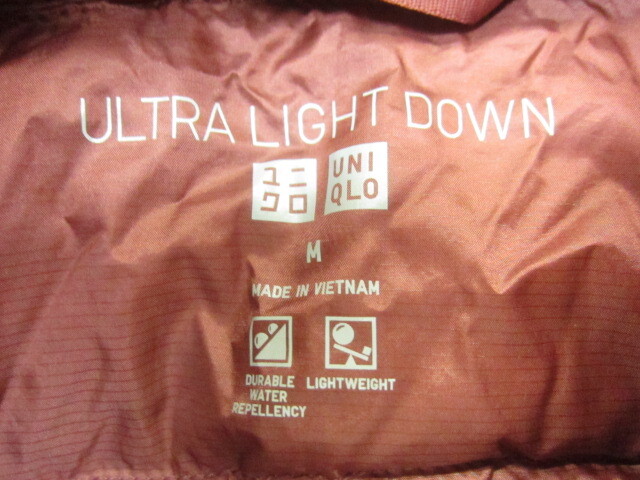 ULTRA LIGHT DOWN
ユニ
クロ
UNI
QLO
M
MADE IN VIETNAM
DURABLE
WATER
REPELLENCY
LIGHTWEIGHT